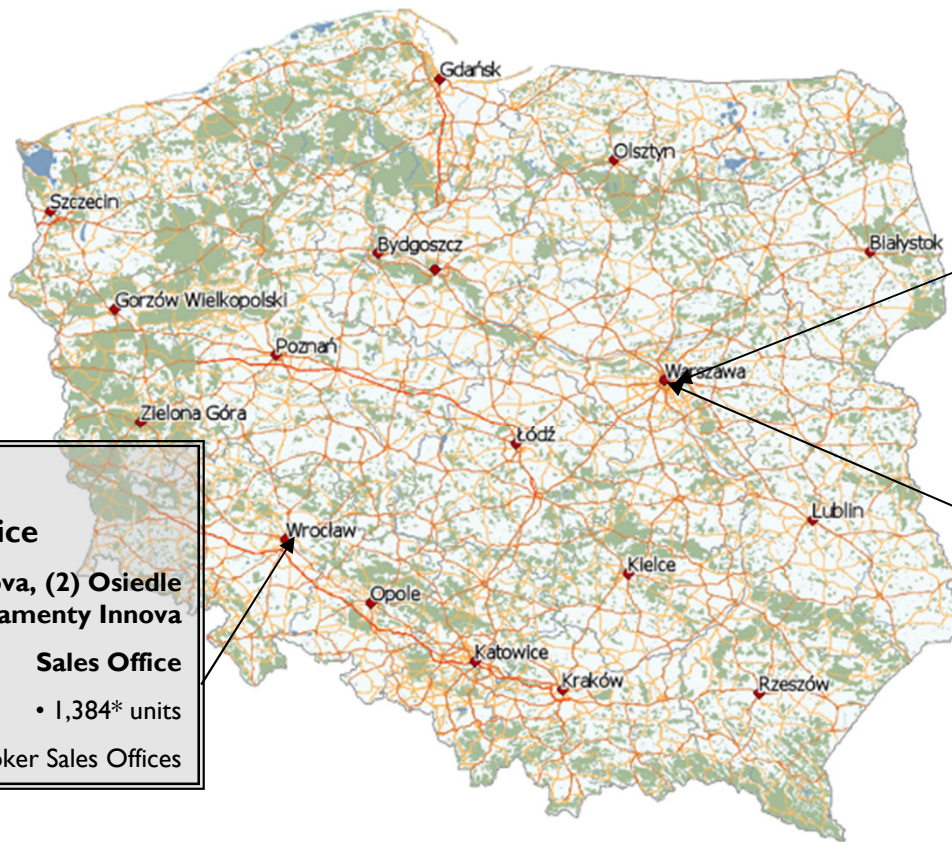 Gdańsk
Olsztyn
Szczecin
Bydgoszcz
Białystok
Gorzów Wielkopolski
Poznań
Warszawa
Zielona Góra
Łódź
Lublin
Wrocław
Kielce
Opole
Katowice
Kraków
Rzeszów
ice
ova, (2) Osiedle
amenty Innova
Sales Office
• 1,384* units
oker Sales Offices